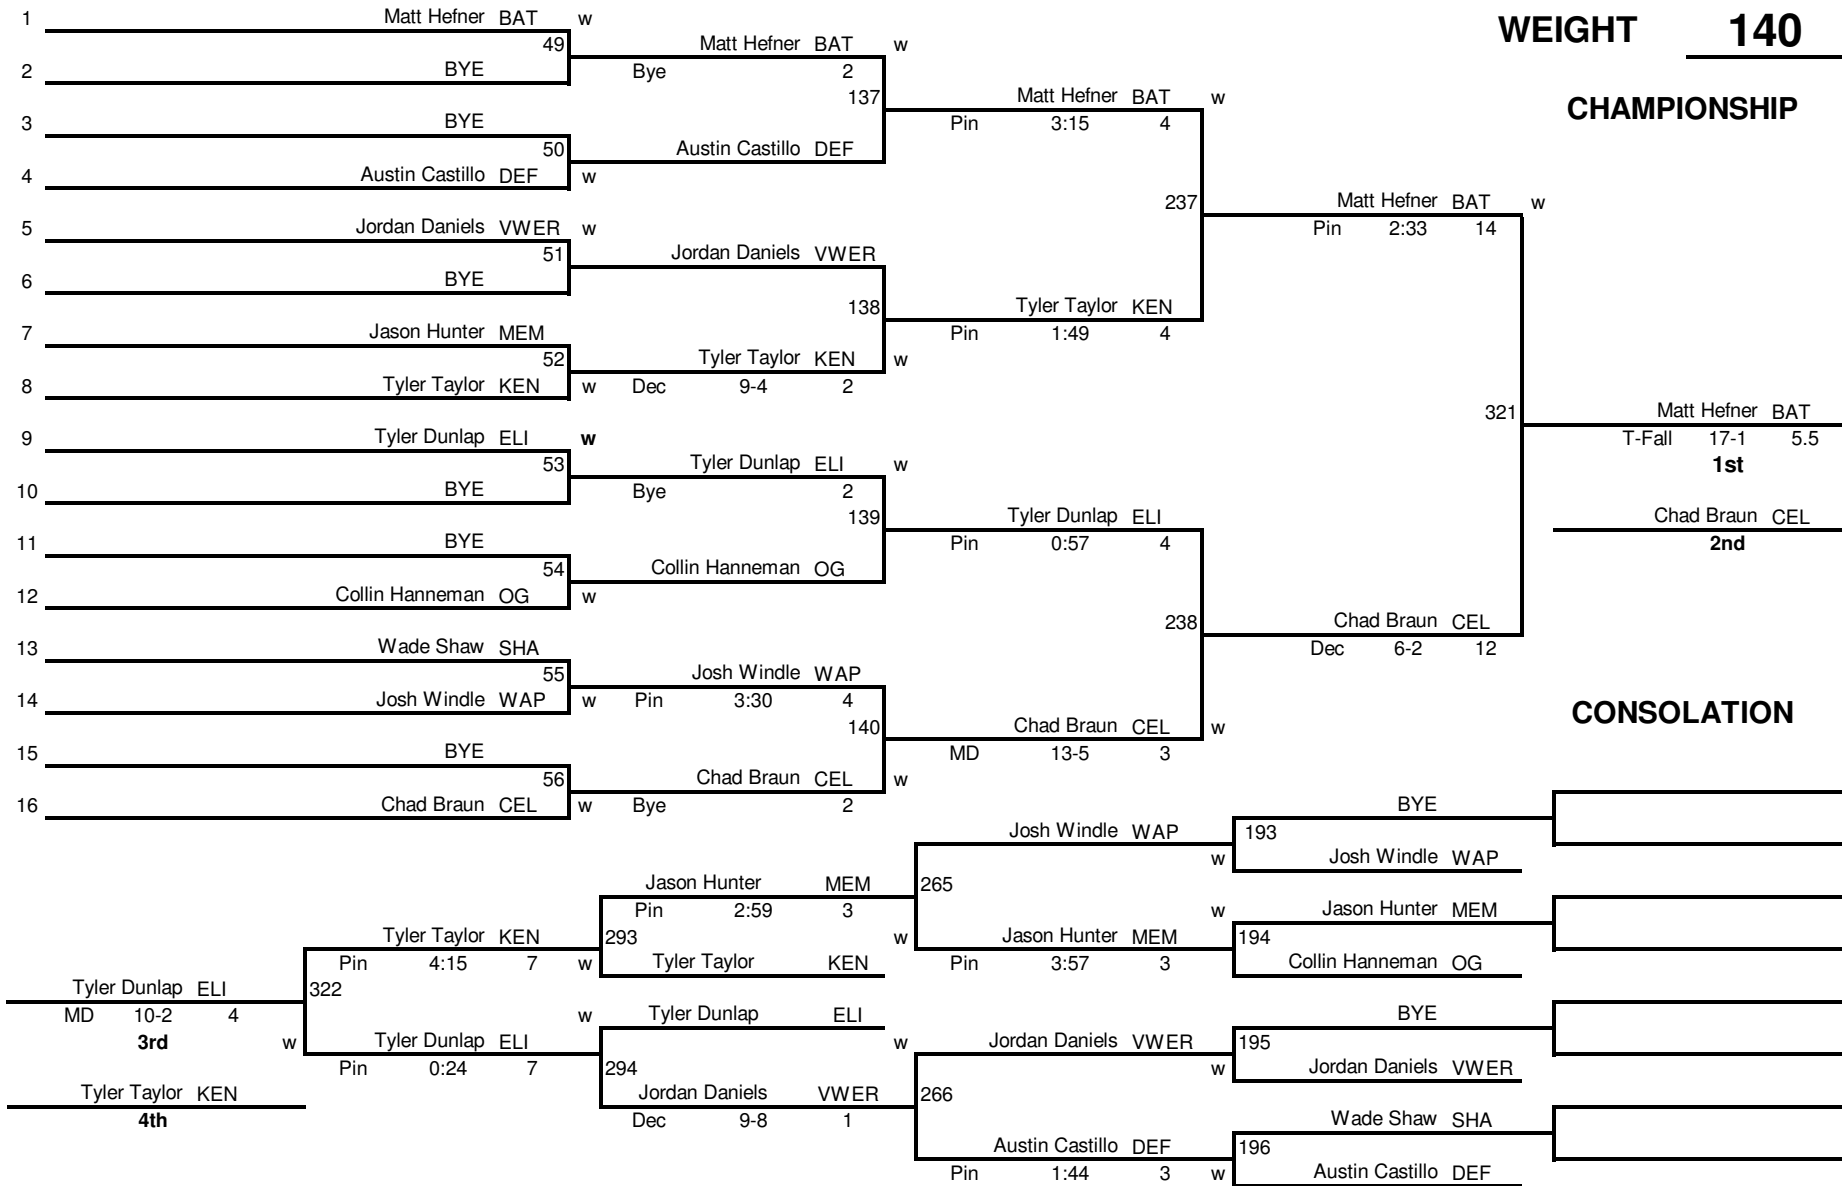 1 Matt Hefner BAT w
WEIGHT 140
49 Matt Hefner BAT w
2 BYE Bye 2
137 Matt Hefner BAT w
CHAMPIONSHIP
3 BYE Pin 3:15 4
50 Austin Castillo DEF
4 Austin Castillo DEF w
237 Matt Hefner BAT w
5 Jordan Daniels VWER w Pin 2:33 14
51 Jordan Daniels VWER
6 BYE
138 Tyler Taylor KEN
7 Jason Hunter MEM Pin 1:49 4
52 Tyler Taylor KEN w
8 Tyler Taylor KEN w Dec 9-4 2
321 Matt Hefner BAT
9 Tyler Dunlap ELI w T-Fall 17-1 5.5
53 Tyler Dunlap ELI w 1st
10 BYE Bye 2
139 Tyler Dunlap ELI Chad Braun CEL
11 BYE Pin 0:57 4 2nd
54 Collin Hanneman OG
12 Collin Hanneman OG w
238 Chad Braun CEL
13 Wade Shaw SHA Dec 6-2 12
55 Josh Windle WAP
14 Josh Windle WAP w Pin 3:30 4
CONSOLATION
140 Chad Braun CEL w
15 BYE MD 13-5 3
56 Chad Braun CEL w
16 Chad Braun CEL w Bye 2 BYE
Josh Windle WAP 193
w Josh Windle WAP
Jason Hunter MEM 265
Pin 2:59 3 w Jason Hunter MEM
Tyler Taylor KEN 293 w Jason Hunter MEM 194
Pin 4:15 7 w Tyler Taylor KEN Pin 3:57 3 Collin Hanneman OG
Tyler Dunlap ELI 322
MD 10-2 4 w Tyler Dunlap ELI BYE
3rd w Tyler Dunlap ELI w Jordan Daniels VWER 195
Pin 0:24 7 294 w Jordan Daniels VWER
Tyler Taylor KEN Jordan Daniels VWER 266
4th Dec 9-8 1 Wade Shaw SHA
Austin Castillo DEF 196
Pin 1:44 3 w Austin Castillo DEF